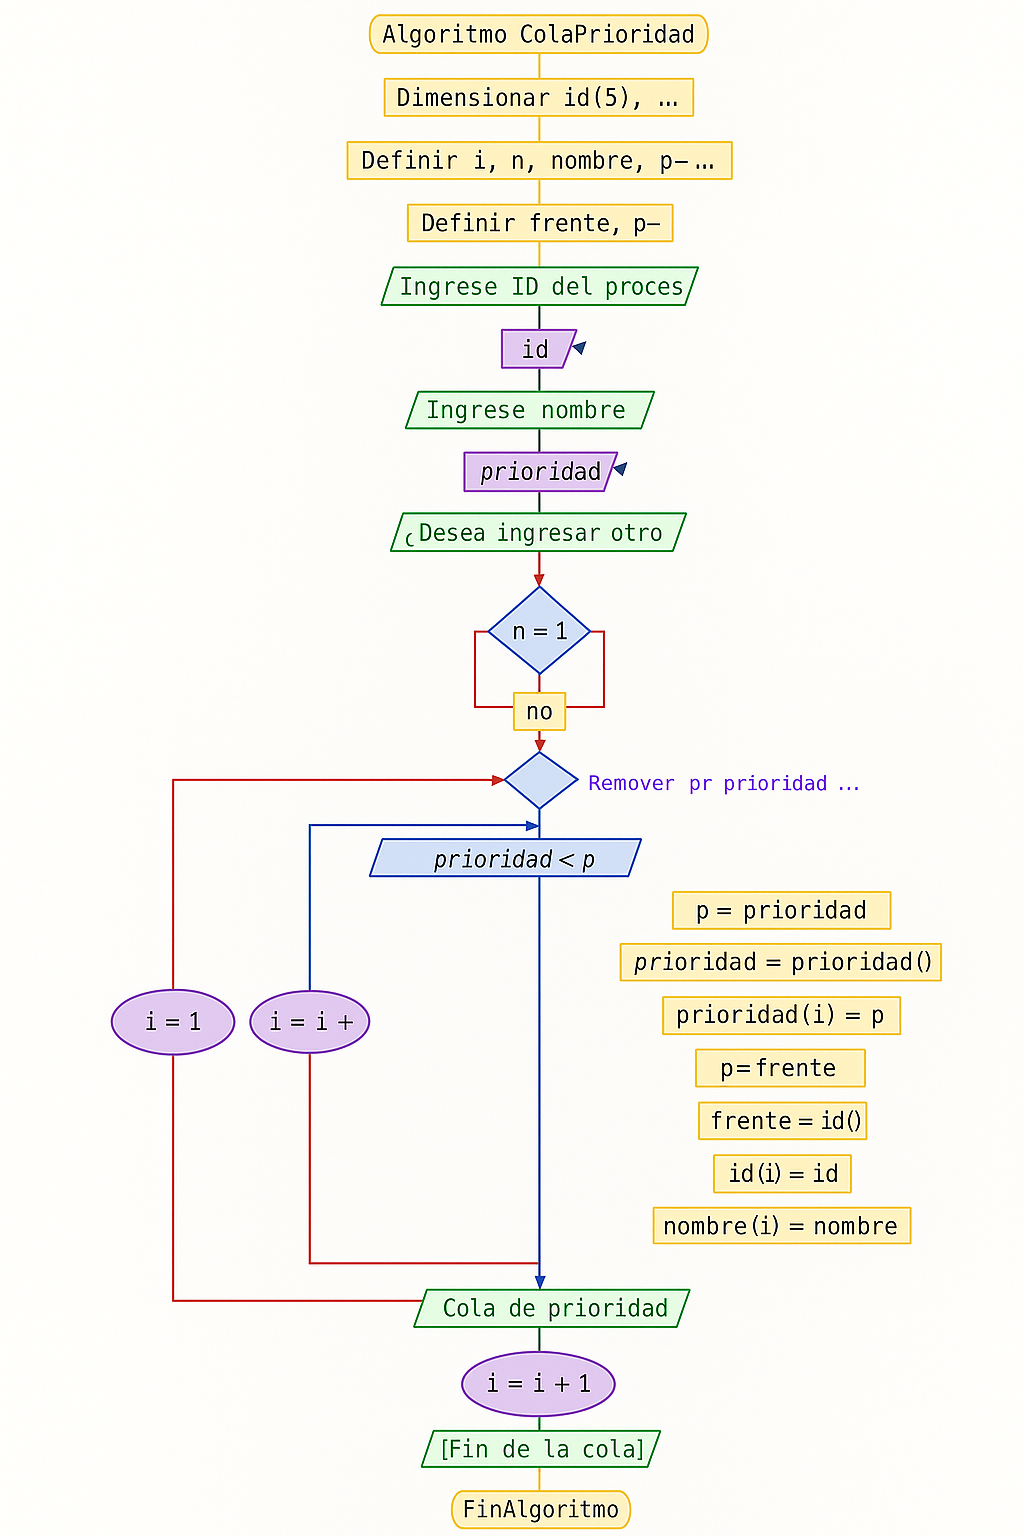 Algoritmo ColaPrioridad
Dimensionar id(5), ...
Definir i, n, nombre, p– ...
Definir frente, p–
Ingrese ID del proces
id
Ingrese nombre
prioridad
¿Desea ingresar otro
n = 1
no
Remover pr prioridad ...
prioridad < p
p = prioridad
prioridad = prioridad()
prioridad(i) = p
i = 1
i = i +
p=frente
frente = id()
id(i) = id
nombre(i) = nombre
Cola de prioridad
i = i + 1
[Fin de la cola]
FinAlgoritmo